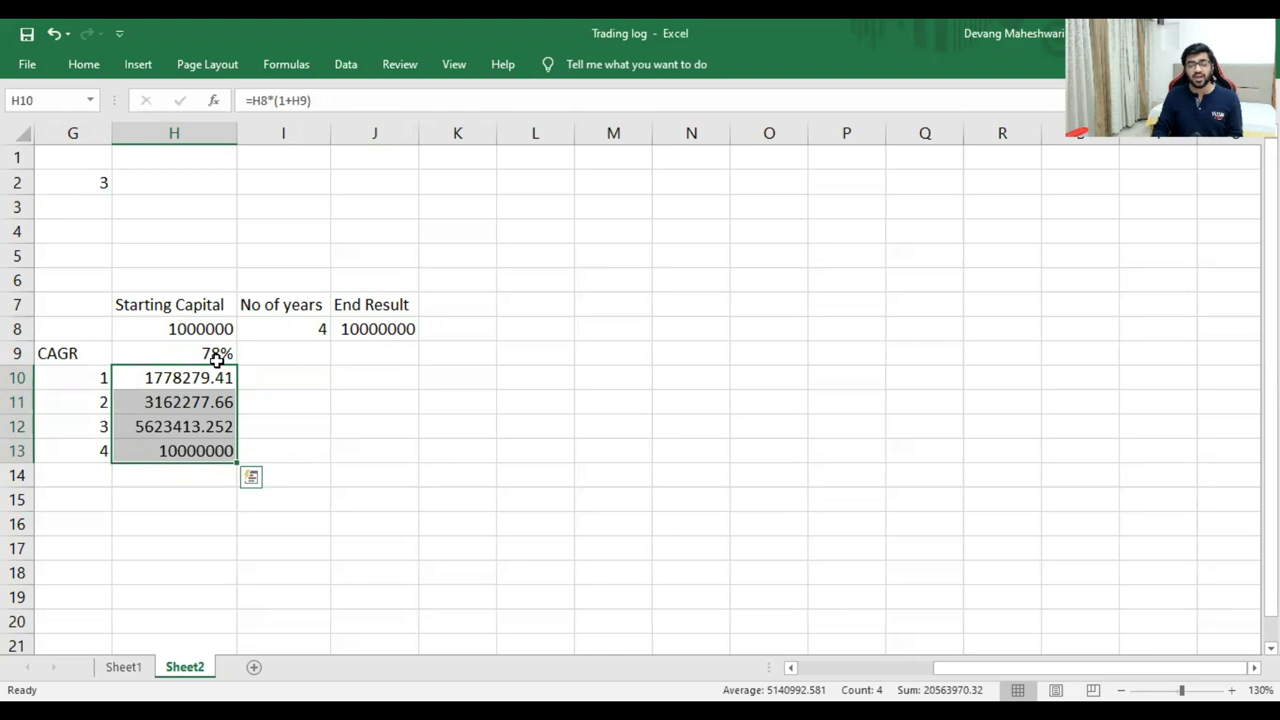 Trading log - Excel
Devang Maheshwari
File Home Insert Page Layout Formulas Data Review View Help Tell me what you want to do
H10 fx =H8*(1+H9)
G H I J K L M N O P Q R
1
2 3
3
4
5
6
7 Starting Capital No of years End Result
8 1000000 4 10000000
9 CAGR 78%
10 1 1778279.41
11 2 3162277.66
12 3 5623413.252
13 4 10000000
14
15
16
17
18
19
20
21
Sheet1 Sheet2
Ready Average: 5140992.581 Count: 4 Sum: 20563970.32 130%